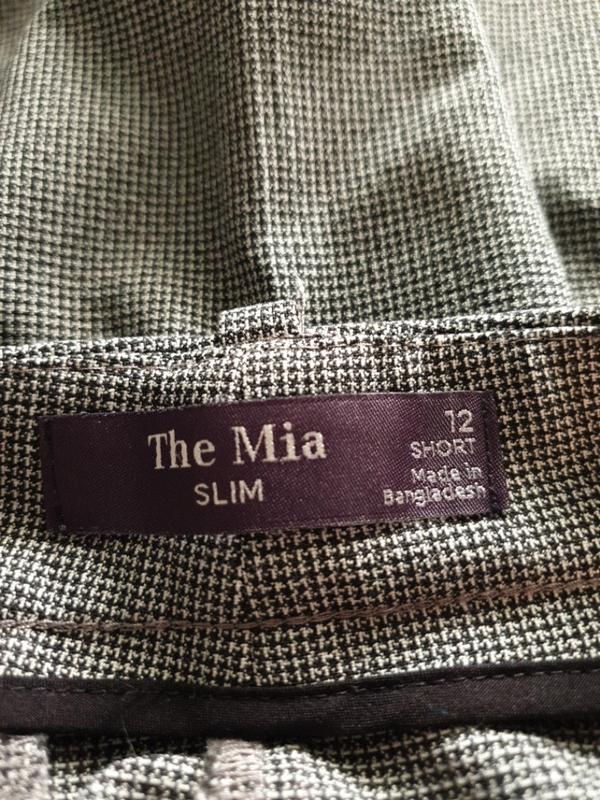 The Mia
SLIM
12
SHORT
Made in
Bangladesh